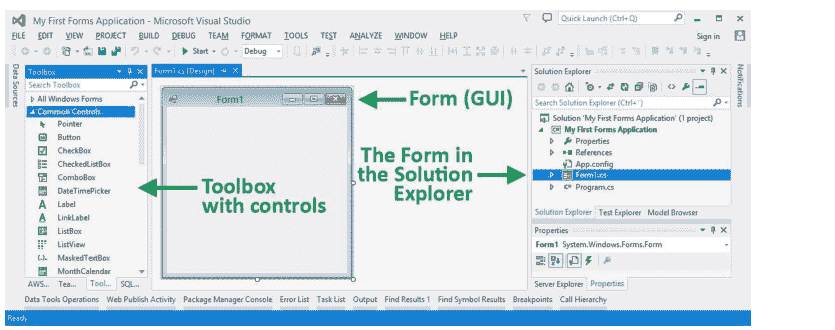 My First Forms Application - Microsoft Visual Studio
Quick Launch (Ctrl+Q)
FILE EDIT VIEW PROJECT BUILD DEBUG TEAM FORMAT TOOLS TEST ANALYZE WINDOW HELP
Sign in
Start
Debug
Data Sources
Toolbox
Search Toolbox
All Windows Forms
Common Controls
Pointer
Button
CheckBox
CheckedListBox
ComboBox
DateTimePicker
Label
LinkLabel
ListBox
ListView
MaskedTextBox
MonthCalendar
AWS... Tea... Tool... SQL...
Form1.cs [Design]
Form1
Form (GUI)
The Form in
the Solution
Explorer
Toolbox
with controls
Solution Explorer
Search Solution Explorer (Ctrl+ )
Solution 'My First Forms Application' (1 project)
My First Forms Application
Properties
References
App.config
Form1.cs
Program.cs
Solution Explorer Test Explorer Model Browser
Properties
Form1 System.Windows.Forms.Form
Server Explorer Properties
Notifications
Data Tools Operations Web Publish Activity Package Manager Console Error List Task List Output Find Results 1 Find Symbol Results Breakpoints Call Hierarchy
Ready